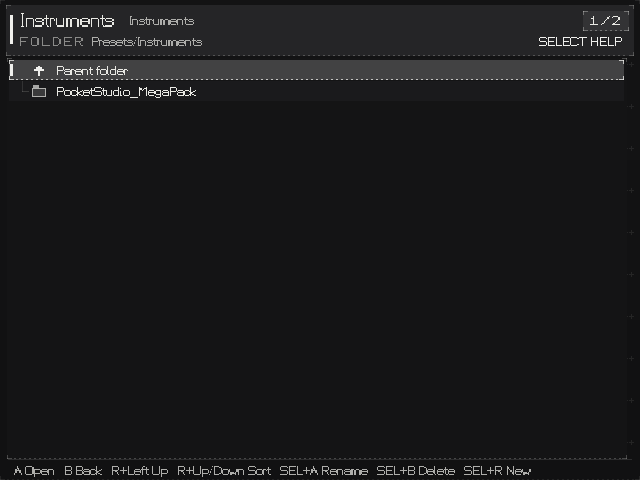 Instruments Instruments 1/2
FOLDER Presets/Instruments SELECT HELP
Parent folder
PocketStudio_MegaPack
A Open B Back R+Left Up R+Up/Down Sort SEL+A Rename SEL+B Delete SEL+R New